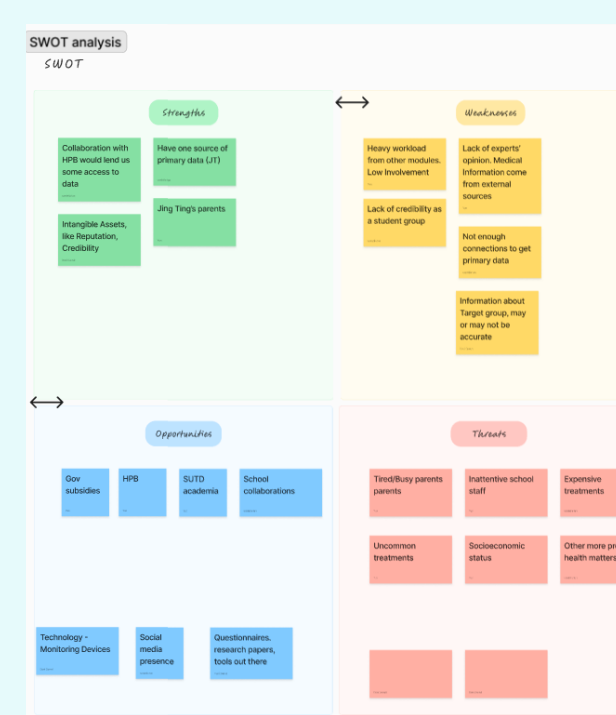 SWOT analysis
SWOT
Strengths
Collaboration with
HPB would lend us
some access to
data
Have one source of
primary data (JT)
Intangible Assets,
like Reputation,
Credibility
Jing Ting's parents
Weaknesses
Heavy workload
from other modules.
Low Involvement
Lack of experts'
opinion. Medical
Information come
from external
sources
Lack of credibility as
a student group
Not enough
connections to get
primary data
Information about
Target group, may
or may not be
accurate
Opportunities
Gov
subsidies
HPB
SUTD
academia
School
collaborations
Technology -
Monitoring Devices
Social
media
presence
Questionnaires,
research papers,
tools out there
Threats
Tired/Busy parents
parents
Inattentive school
staff
Expensive
treatments
Uncommon
treatments
Socioeconomic
status
Other more
health matters